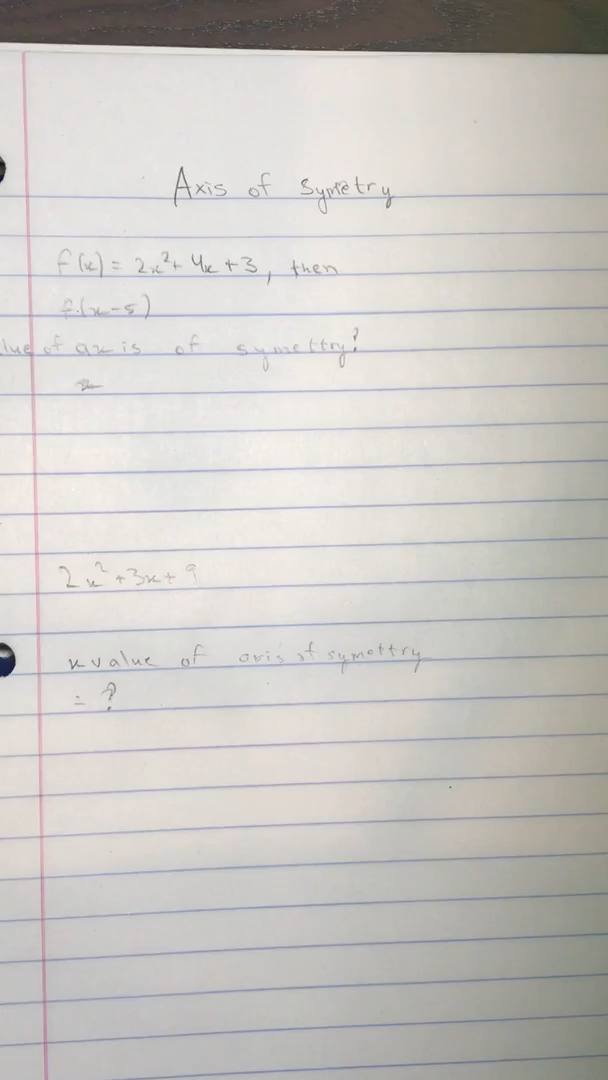 Axis of Symetry
f(x) = 2x²+ 4x +3, then
f(x-5)
lue of axis of symettry?
x
2x² +3x+ 9
x value of axis of symettry
= ?